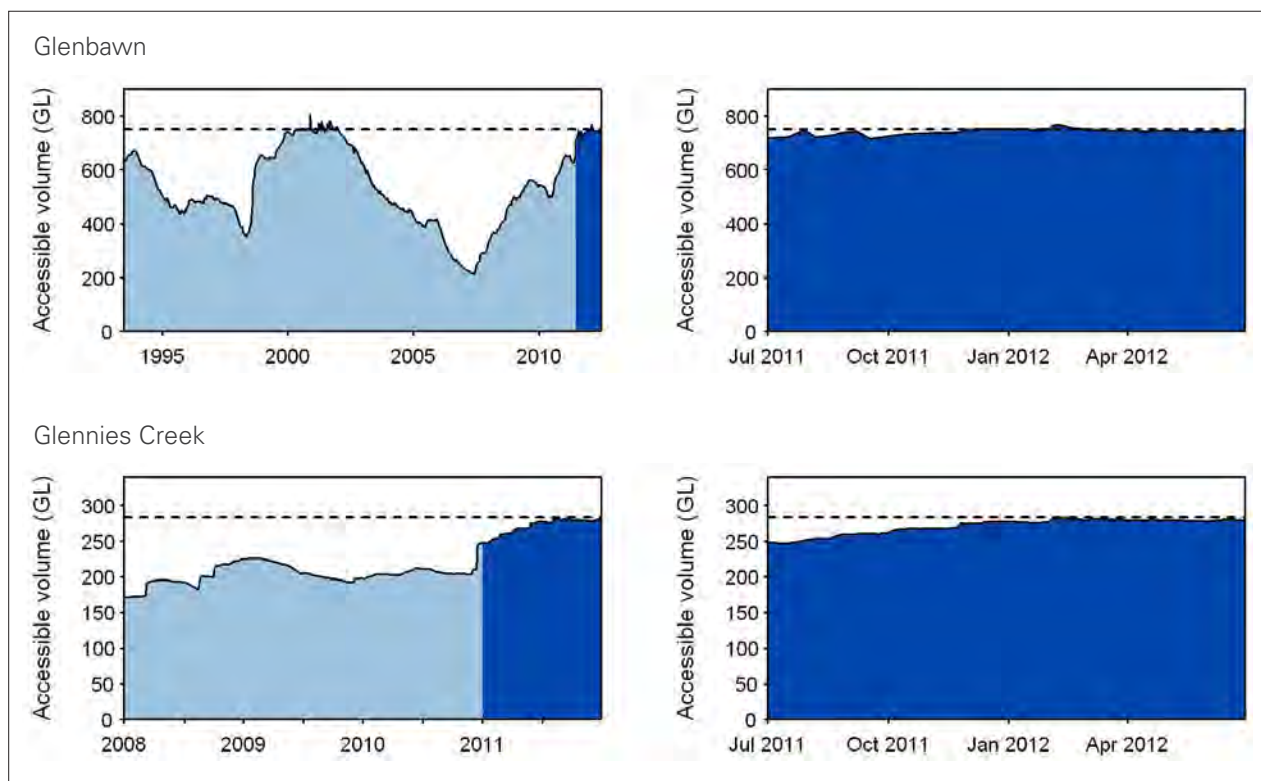 Glenbawn
Accessible volume (GL)
800
600
400
200
0
1995 2000 2005 2010
Accessible volume (GL)
800
600
400
200
0
Jul 2011 Oct 2011 Jan 2012 Apr 2012
Glennies Creek
Accessible volume (GL)
300
250
200
150
100
50
0
2008 2009 2010 2011
Accessible volume (GL)
300
250
200
150
100
50
0
Jul 2011 Oct 2011 Jan 2012 Apr 2012